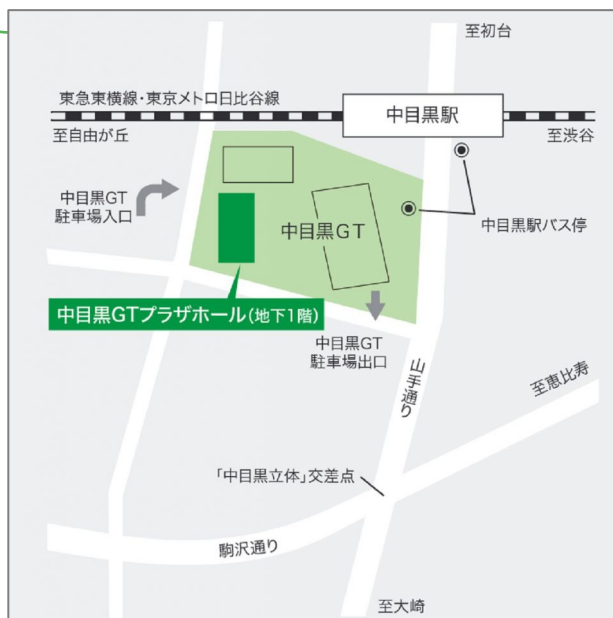 至初台
東急東横線・東京メトロ日比谷線
中目黒駅
至自由が丘
至渋谷
中目黒GT
駐車場入口
中目黒GT
中目黒駅バス停
中目黒GTプラザホール(地下1階)
中目黒GT
駐車場出口
山手通り
至恵比寿
「中目黒立体」交差点
駒沢通り
至大崎